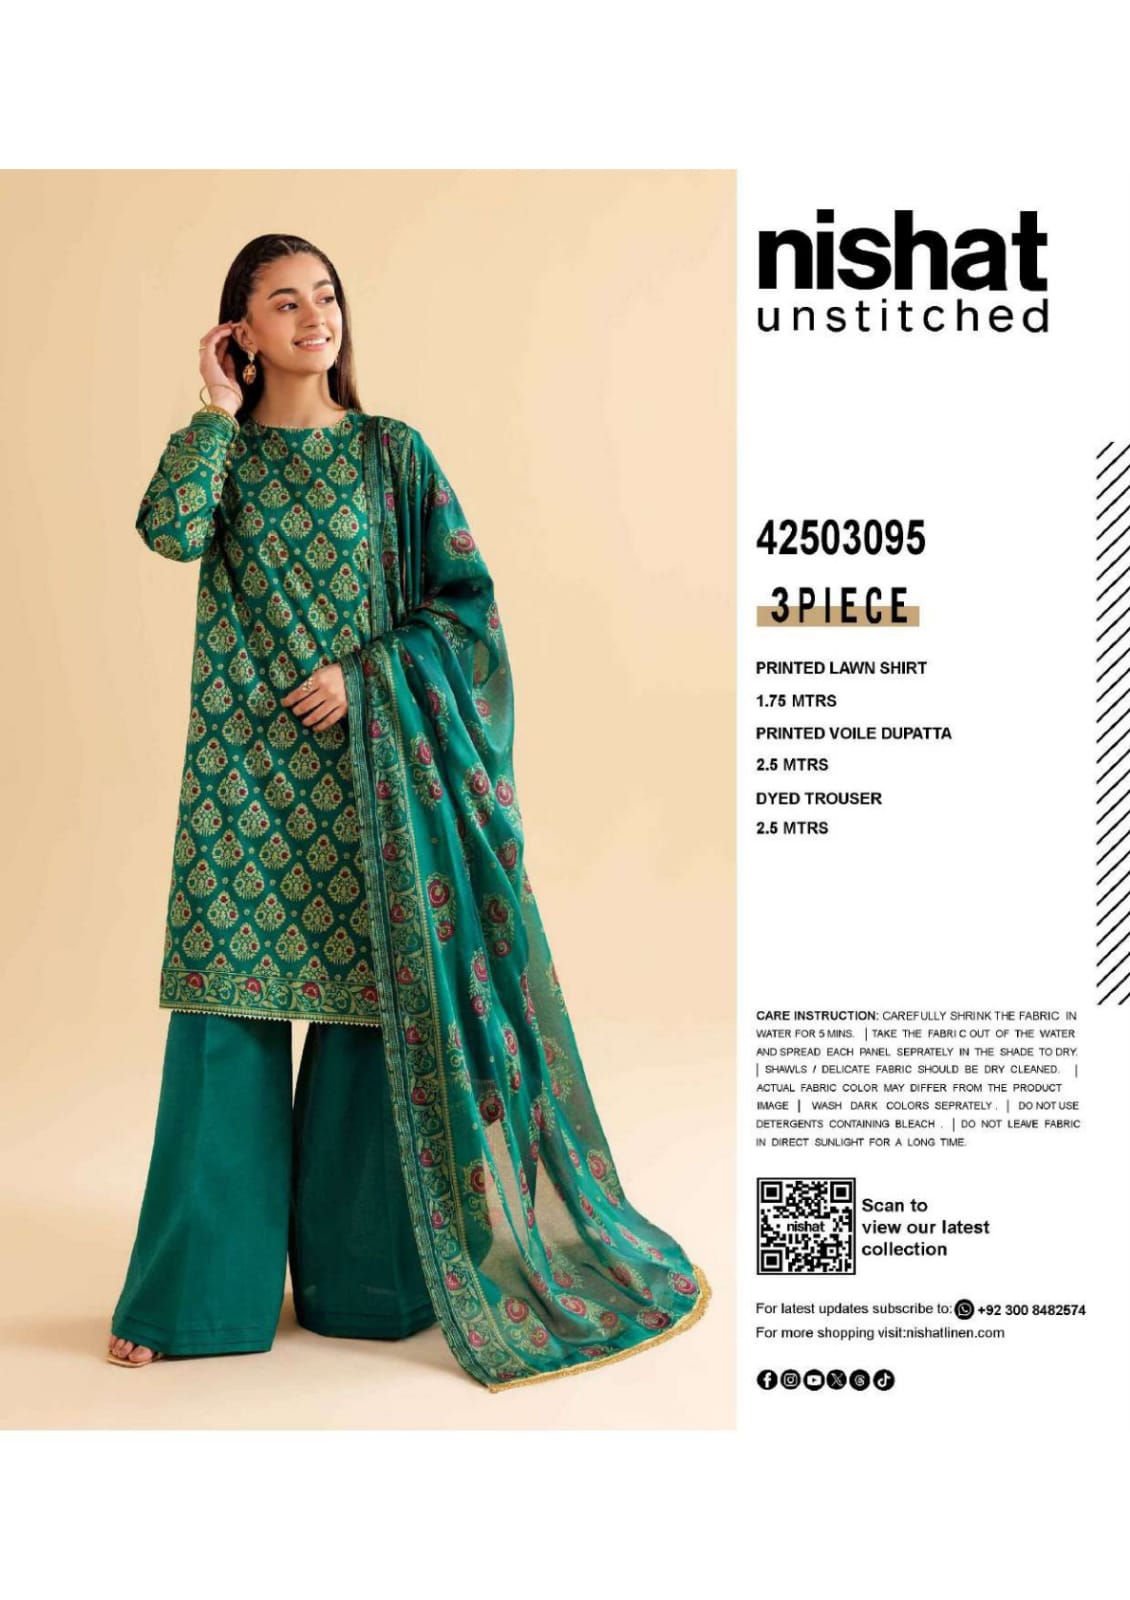 nishat
unstitched
42503095
3 PIECE
PRINTED LAWN SHIRT
1.75 MTRS
PRINTED VOILE DUPATTA
2.5 MTRS
DYED TROUSER
2.5 MTRS
CARE INSTRUCTION: CAREFULLY SHRINK THE FABRIC IN
WATER FOR 5 MINS. | TAKE THE FABRIC OUT OF THE WATER
AND SPREAD EACH PANEL SEPRATELY IN THE SHADE TO DRY.
| SHAWLS / DELICATE FABRIC SHOULD BE DRY CLEANED. |
ACTUAL FABRIC COLOR MAY DIFFER FROM THE PRODUCT
IMAGE | WASH DARK COLORS SEPRATELY. | DO NOT USE
DETERGENTS CONTAINING BLEACH . | DO NOT LEAVE FABRIC
IN DIRECT SUNLIGHT FOR A LONG TIME.
nishat
Scan to
view our latest
collection
For latest updates subscribe to: +92 300 8482574
For more shopping visit:nishatlinen.com